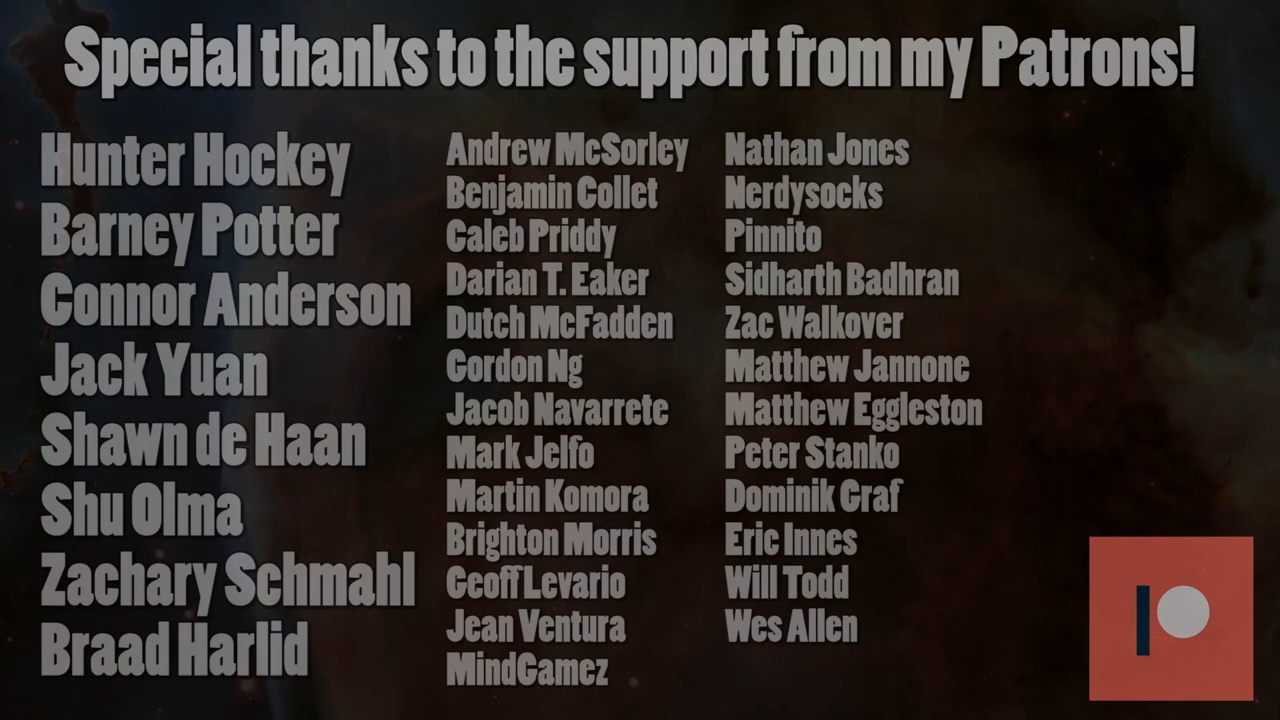 Special thanks to the support from my Patrons!
Hunter Hockey
Barney Potter
Connor Anderson
Jack Yuan
Shawn de Haan
Shu Olma
Zachary Schmahl
Braad Harlid
Andrew McSorley
Benjamin Collet
Caleb Priddy
Darian T. Eaker
Dutch McFadden
Gordon Ng
Jacob Navarrete
Mark Jelfo
Martin Komora
Brighton Morris
Geoff Levario
Jean Ventura
MindGamez
Nathan Jones
Nerdysocks
Pinnito
Sidharth Badhran
Zac Walkover
Matthew Jannone
Matthew Eggleston
Peter Stanko
Dominik Graf
Eric Innes
Will Todd
Wes Allen